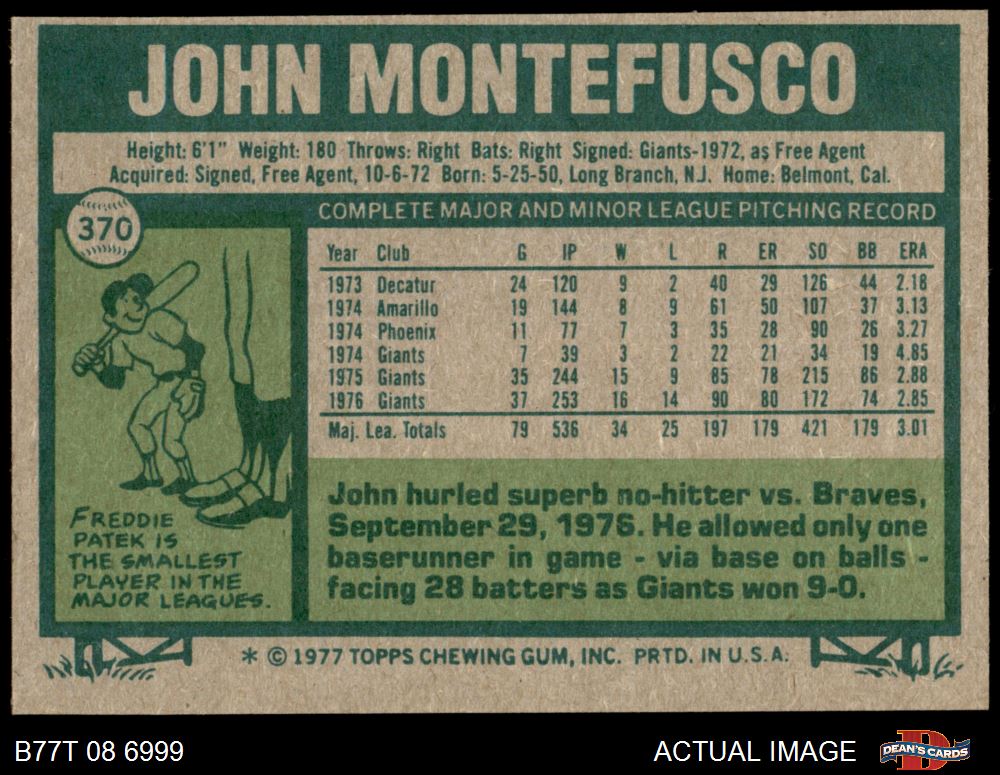 JOHN MONTEFUSCO
Height: 6'1" Weight: 180 Throws: Right Bats: Right Signed: Giants-1972, as Free Agent
Acquired: Signed, Free Agent, 10-6-72 Born: 5-25-50, Long Branch, N.J. Home: Belmont, Cal.
370
COMPLETE MAJOR AND MINOR LEAGUE PITCHING RECORD
Year Club G IP W L R ER SO BB ERA
1973 Decatur 24 120 9 2 40 29 126 44 2.18
1974 Amarillo 19 144 8 9 61 50 107 37 3.13
1974 Phoenix 11 77 7 3 35 28 90 26 3.27
1974 Giants 7 39 3 2 22 21 34 19 4.85
1975 Giants 35 244 15 9 85 78 215 86 2.88
1976 Giants 37 253 16 14 90 80 172 74 2.85
Maj. Lea. Totals 79 536 34 25 197 179 421 179 3.01
FREDDIE
PATEK IS
THE SMALLEST
PLAYER IN THE
MAJOR LEAGUES.
John hurled superb no-hitter vs. Braves,
September 29, 1976. He allowed only one
baserunner in game - via base on balls -
facing 28 batters as Giants won 9-0.
* © 1977 TOPPS CHEWING GUM, INC. PRTD. IN U.S.A.
B77T 08 6999
ACTUAL IMAGE
DEAN'S CARDS